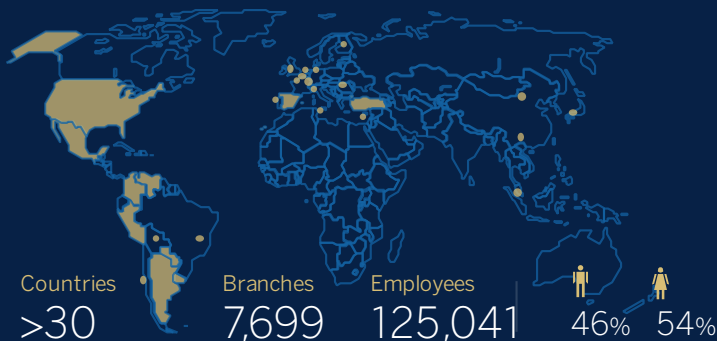 Countries
>30
Branches
7,699
Employees
125,041
46%
54%